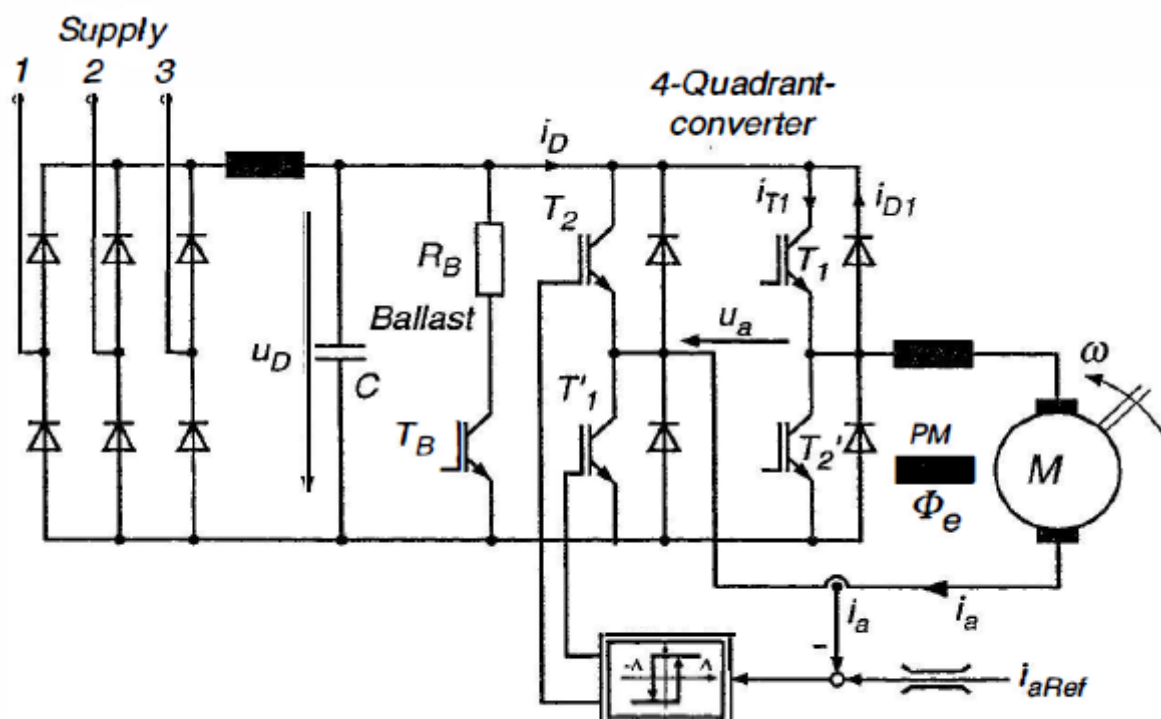 Supply
1 2 3
4-Quadrant-
converter
i_D
T_2
i_T1
i_D1
R_B
T_1
Ballast
u_a
u_D
C
ω
T'_1
T_B
T_2'
PM
M
Φ_e
i_a
i_a
-
-Δ Δ
i_aRef